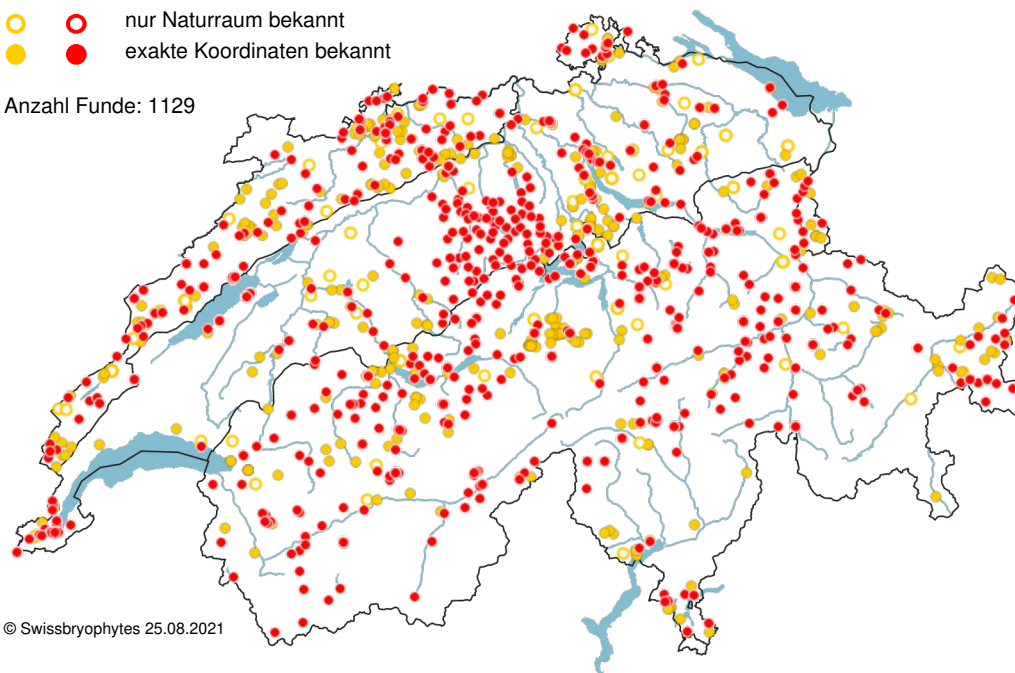 nur Naturraum bekannt
exakte Koordinaten bekannt
Anzahl Funde: 1129
© Swissbryophytes 25.08.2021